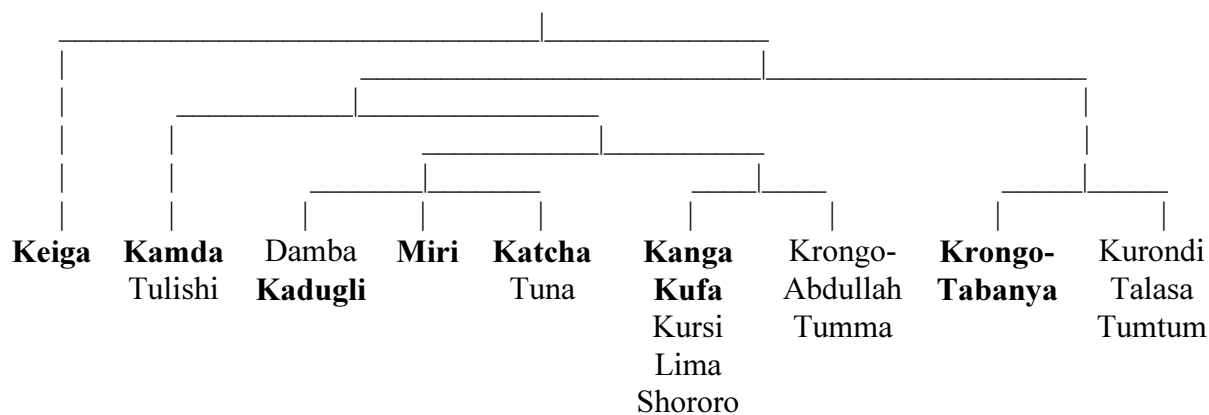 Keiga Kamda Damba Miri Katcha Kanga Krongo- Krongo- Kurondi
Tulishi Kadugli Tuna Kufa Abdullah Tabanya Talasa
Kursi Tumma Tumtum
Lima
Shororo